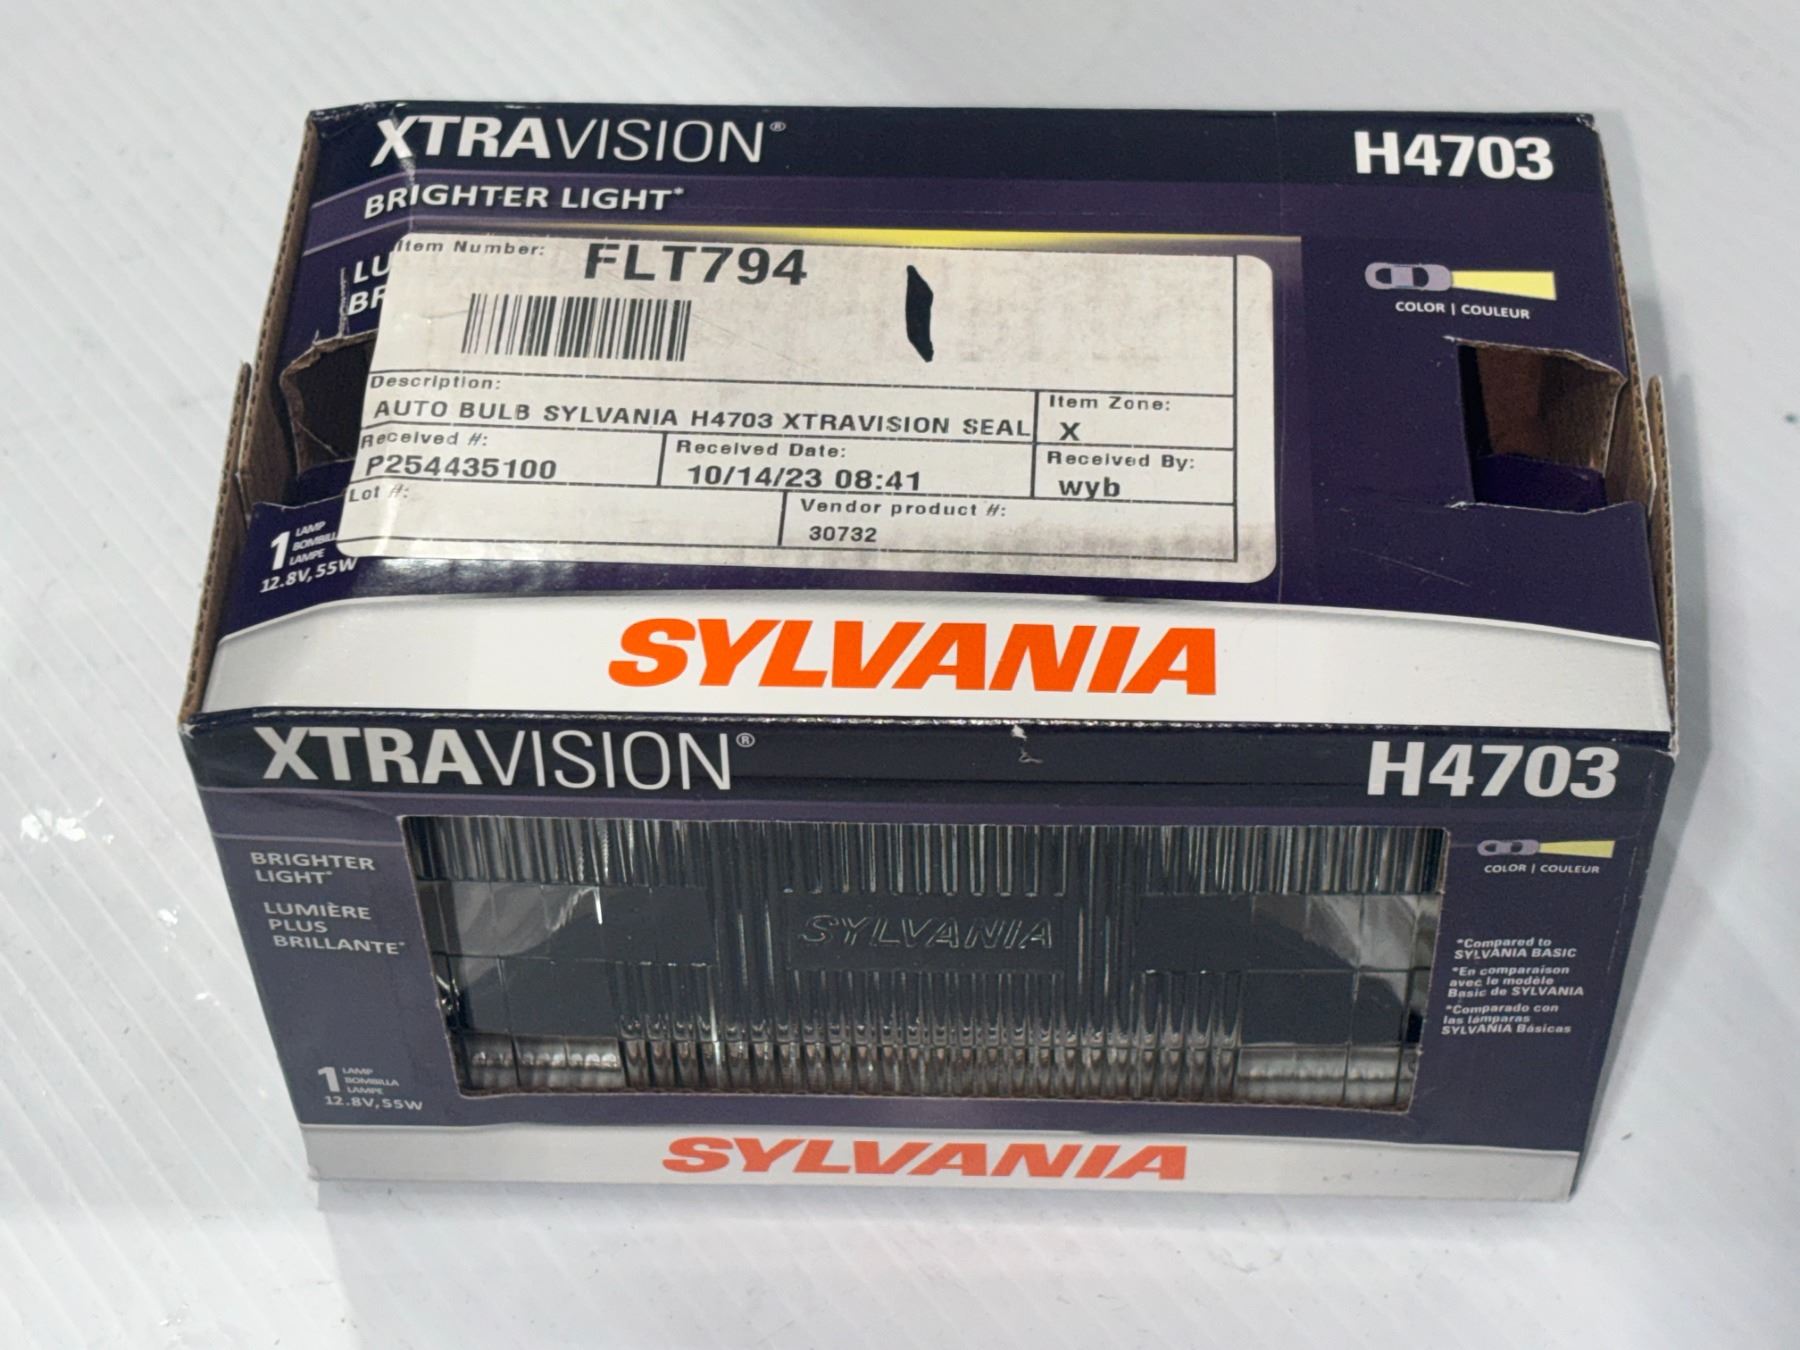 XTRAVISION®
H4703
BRIGHTER LIGHT*
LU
BR
COLOR | COULEUR
Item Number: FLT794
Description:
AUTO BULB SYLVANIA H4703 XTRAVISION SEAL
Item Zone:
X
Received #:
P254435100
Received Date:
10/14/23 08:41
Received By:
wyb
Lot #:
Vendor product #:
30732
1 LAMP
BOMBILL
LAMPE
12.8V, 55W
SYLVANIA
XTRAVISION®
H4703
BRIGHTER
LIGHT*
LUMIÈRE
PLUS
BRILLANTE*
COLOR | COULEUR
SYLVANIA
*Compared to
SYLVANIA BASIC
*En comparaison
avec le modèle
Basic de SYLVANIA
*Comparado con
las lámparas
SYLVANIA Básicas
1 LAMP
BOMBILLA
LAMPE
12.8V, 55W
SYLVANIA